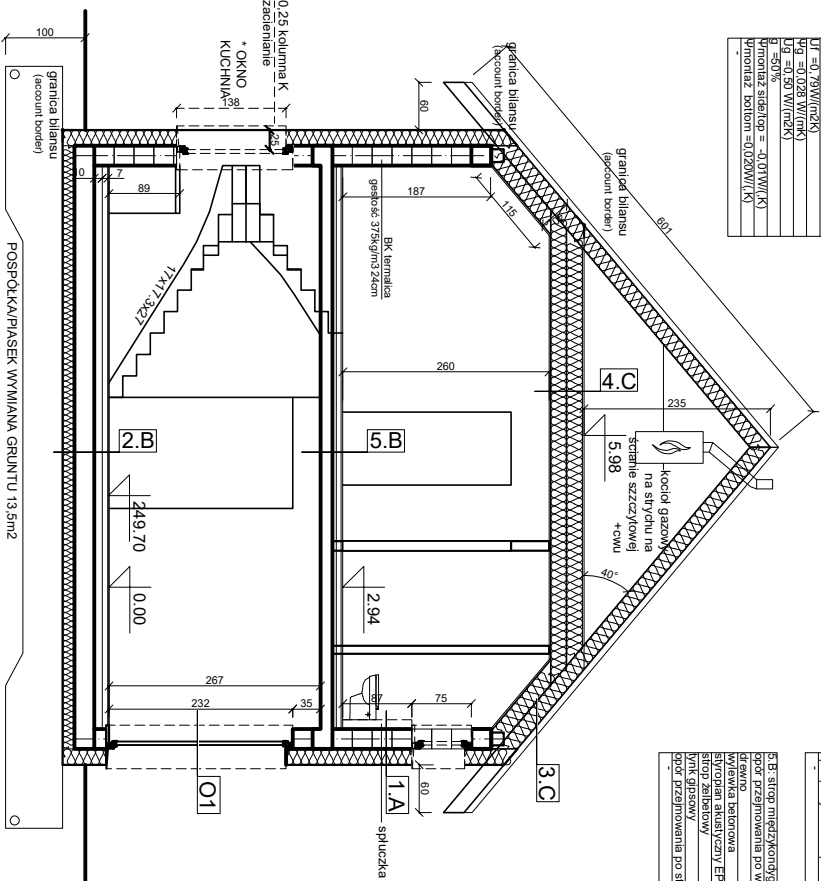 Uf =0,79W/(m2K)
Ψg =0,028 W/(mK)
Ug =0,50 W/(m2K)
g =50%
Ψmontaż side/top = -0,01W/(.K)
Ψmontaż bottom =0,020W/(.K)
-
601
granica bilansu
(account border)
granica bilansu
(account border)
60
115
187
BK termalica
gęstość 375kg/m3 24cm
260
4.C
235
5.98
kocioł gazowy
na strychu na
ścianie szczytowej
+cwu
40°
2.94
87
75
60
3.C
1.A
spłuczka
0,25 kolumna K
zacienianie
* OKNO
KUCHNIA
138
25
89
7
0
17x17.3x27
2.B
5.B
249.70
0.00
267
232
35
O1
100
granica bilansu
(account border)
POSPÓŁKA/PIASEK WYMIANA GRUNTU 13,5m2
-
5.B: strop międzykondyg
opór przejmowania po w
drewno
wylewka betonowa
styropian akustyczny EP
strop żelbetowy
tynk gipsowy
opór przejmowania po s
-